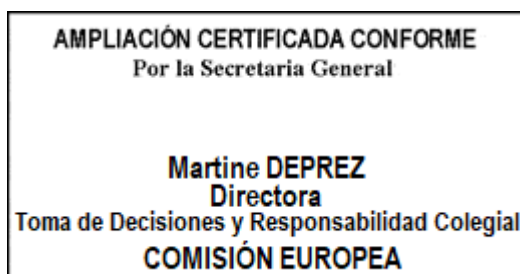 AMPLIACIÓN CERTIFICADA CONFORME
Por la Secretaria General
Martine DEPREZ
Directora
Toma de Decisiones y Responsabilidad Colegial
COMISIÓN EUROPEA